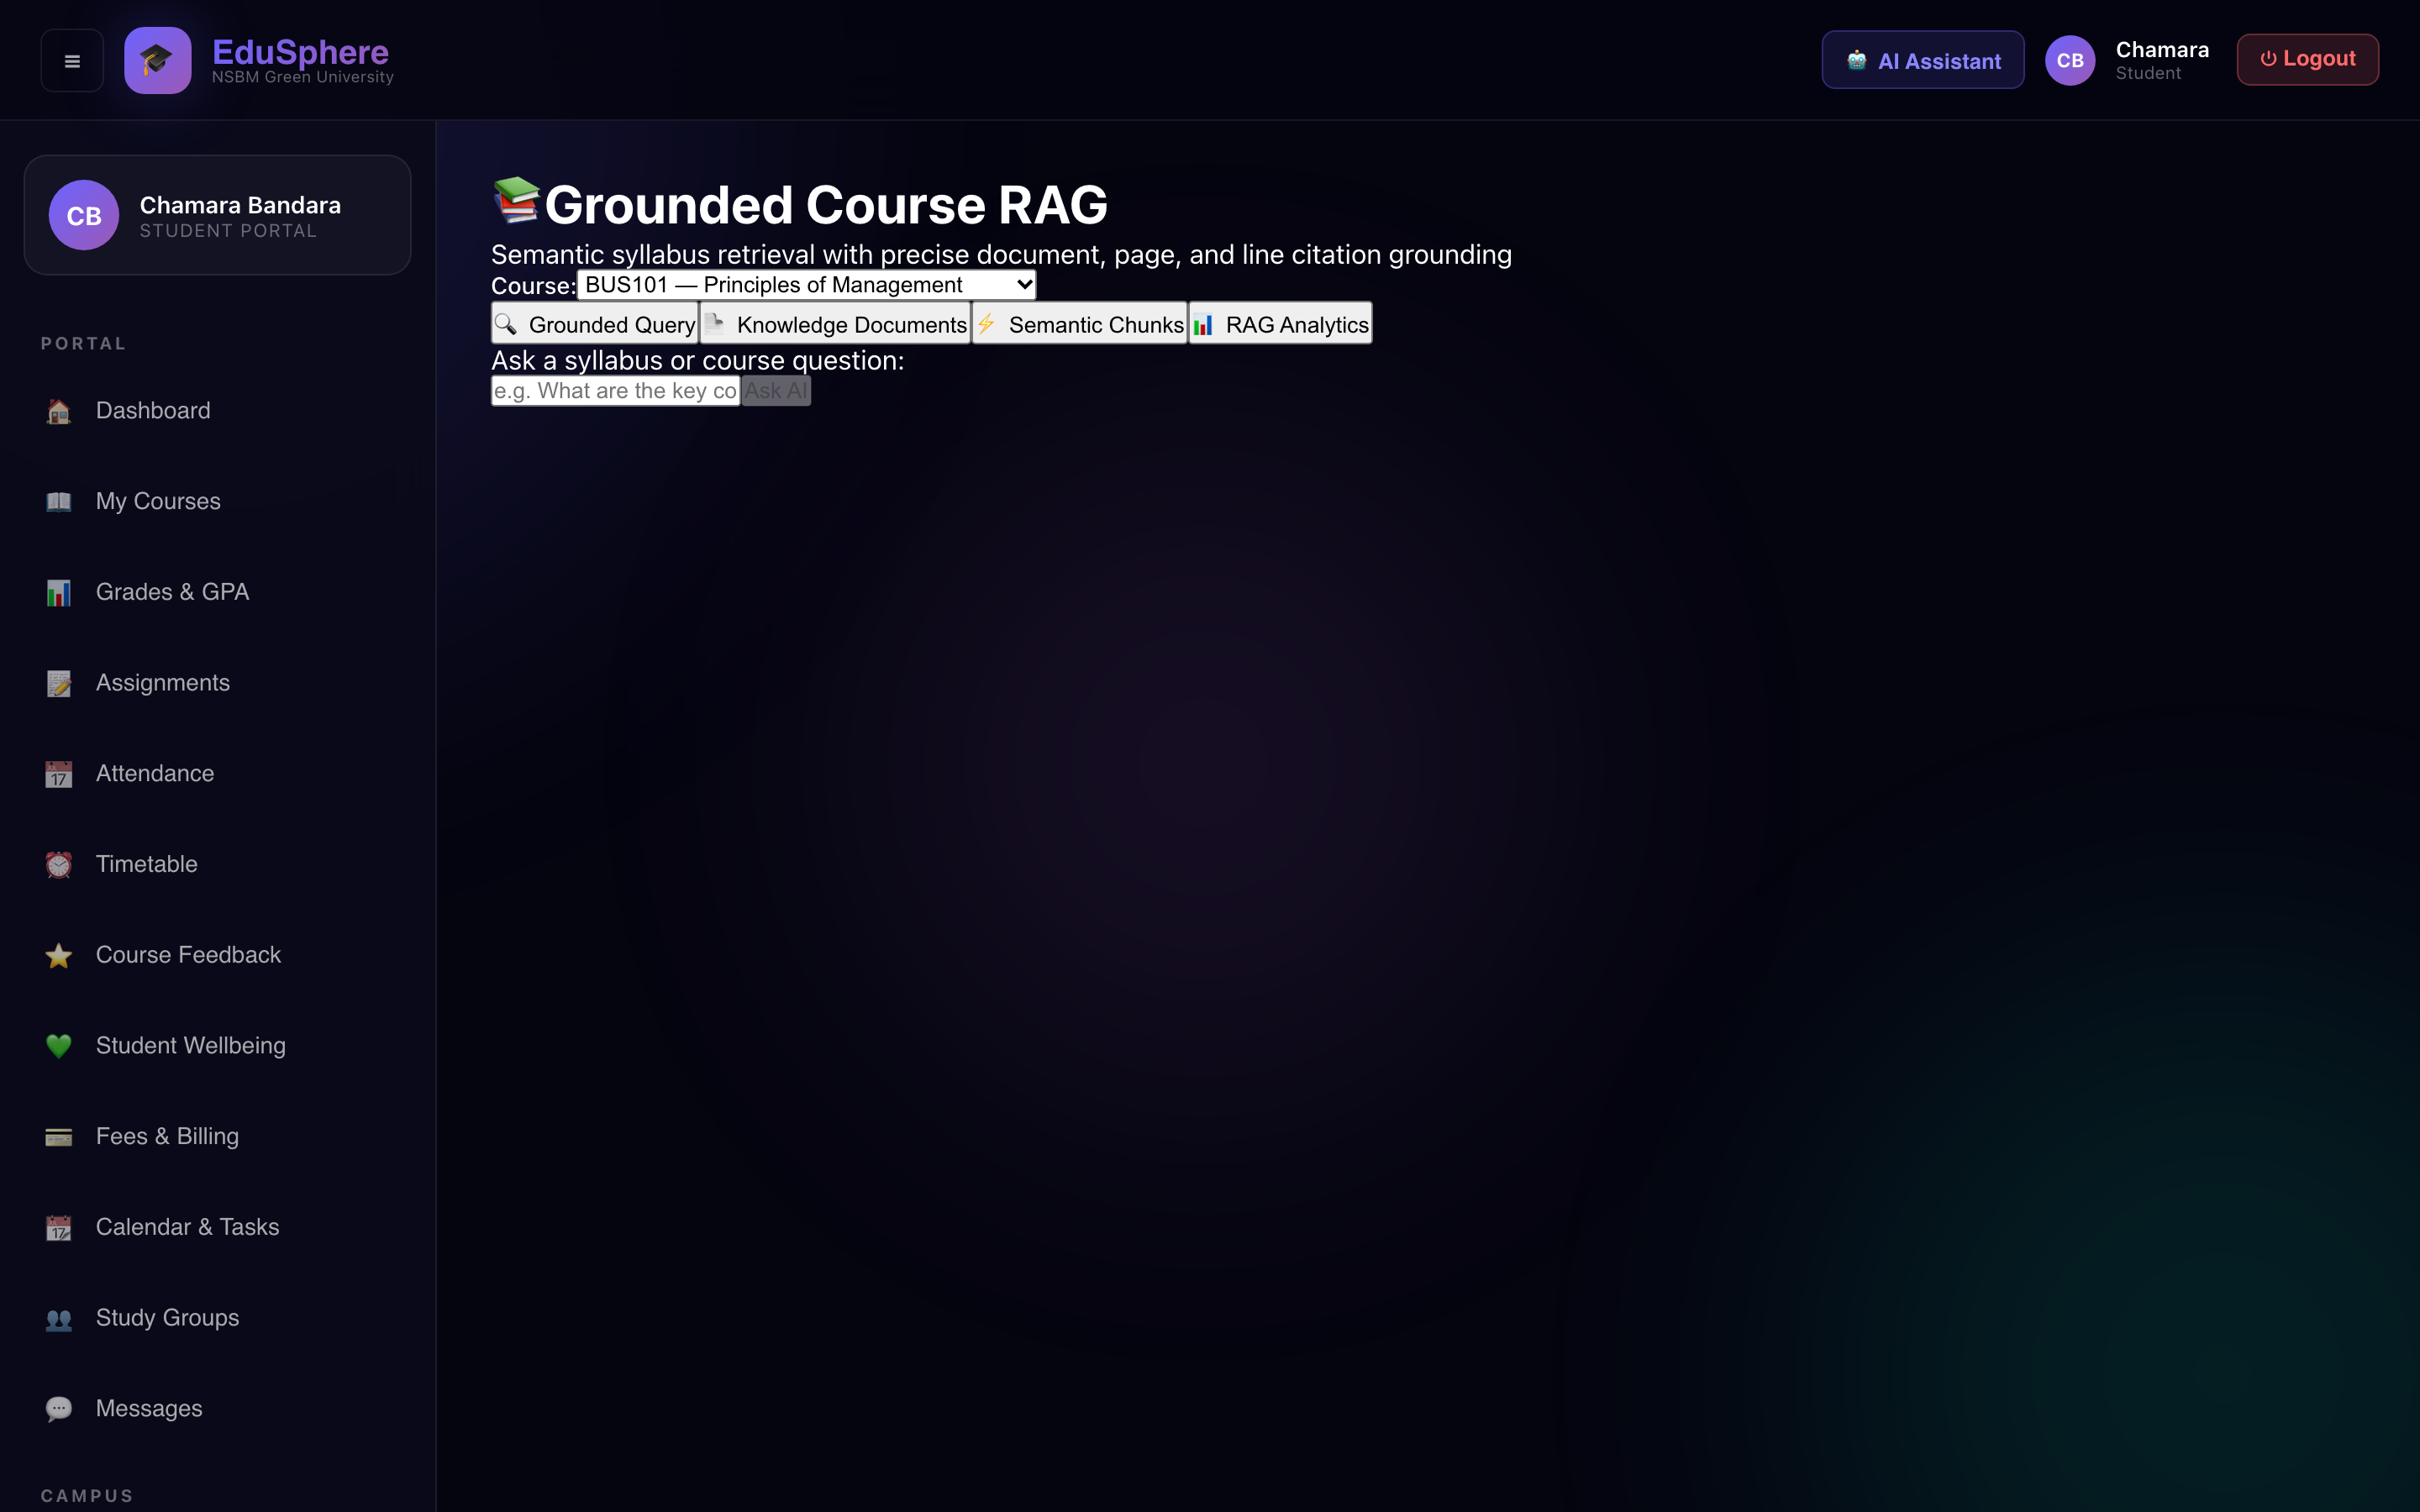 EduSphere
NSBM Green University
AI Assistant
CB
Chamara
Student
Logout
CB
Chamara Bandara
STUDENT PORTAL
PORTAL
Dashboard
My Courses
Grades & GPA
Assignments
Attendance
Timetable
Course Feedback
Student Wellbeing
Fees & Billing
Calendar & Tasks
Study Groups
Messages
CAMPUS
Grounded Course RAG
Semantic syllabus retrieval with precise document, page, and line citation grounding
Course: BUS101 — Principles of Management
Grounded Query Knowledge Documents Semantic Chunks RAG Analytics
Ask a syllabus or course question:
e.g. What are the key co Ask AI